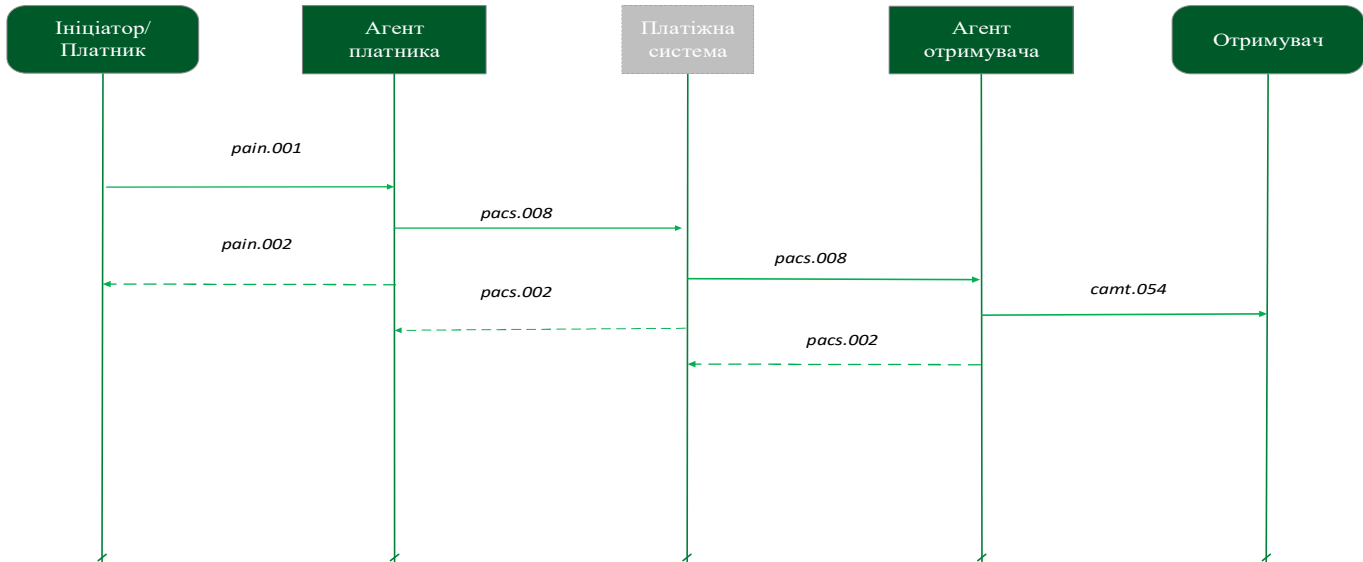 Ініціатор/
Платник
Агент
платника
Платіжна
система
Агент
отримувача
Отримувач
pain.001
pacs.008
pain.002
pacs.008
pacs.002
camt.054
pacs.002